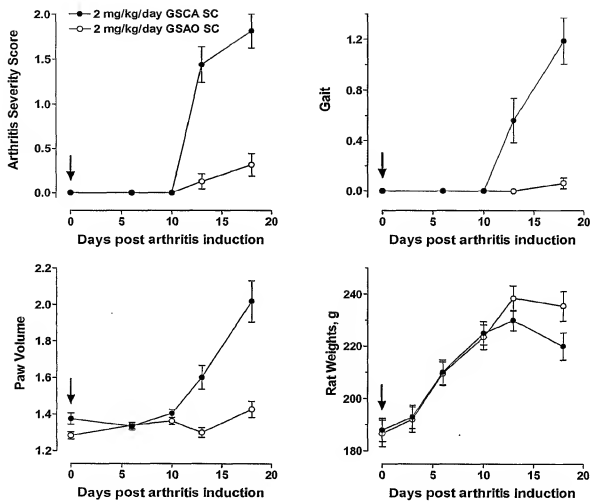 2 mg/kg/day GSCA SC
2 mg/kg/day GSAO SC
2.0
1.5
1.0
0.5
0.0
Arthritis Severity Score
0 5 10 15 20
Days post arthritis induction
1.2
0.8
0.4
0.0
Gait
0 5 10 15 20
Days post arthritis induction
2.2
2.0
1.8
1.6
1.4
1.2
Paw Volume
0 5 10 15 20
Days post arthritis induction
240
220
200
180
Rat Weights, g
0 5 10 15 20
Days post arthritis induction